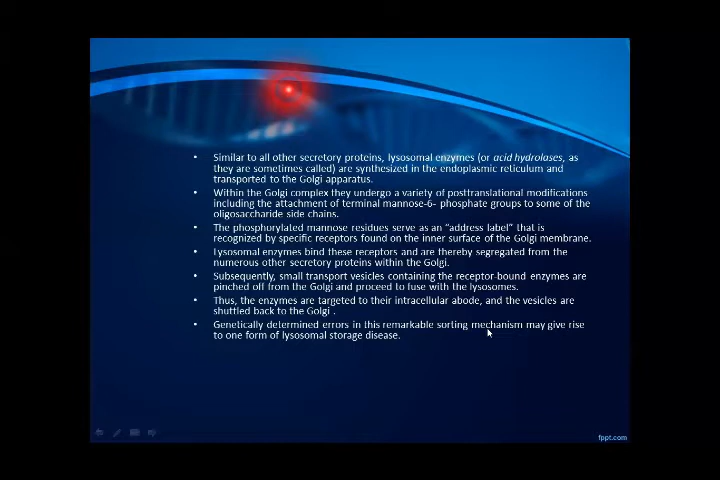 • Similar to all other secretory proteins, lysosomal enzymes (or acid hydrolases, as
they are sometimes called) are synthesized in the endoplasmic reticulum and
transported to the Golgi apparatus.
• Within the Golgi complex they undergo a variety of posttranslational modifications
including the attachment of terminal mannose-6- phosphate groups to some of the
oligosaccharide side chains.
• The phosphorylated mannose residues serve as an “address label” that is
recognized by specific receptors found on the inner surface of the Golgi membrane.
• Lysosomal enzymes bind these receptors and are thereby segregated from the
numerous other secretory proteins within the Golgi.
• Subsequently, small transport vesicles containing the receptor-bound enzymes are
pinched off from the Golgi and proceed to fuse with the lysosomes.
• Thus, the enzymes are targeted to their intracellular abode, and the vesicles are
shuttled back to the Golgi .
• Genetically determined errors in this remarkable sorting mechanism may give rise
to one form of lysosomal storage disease.
fppt.com